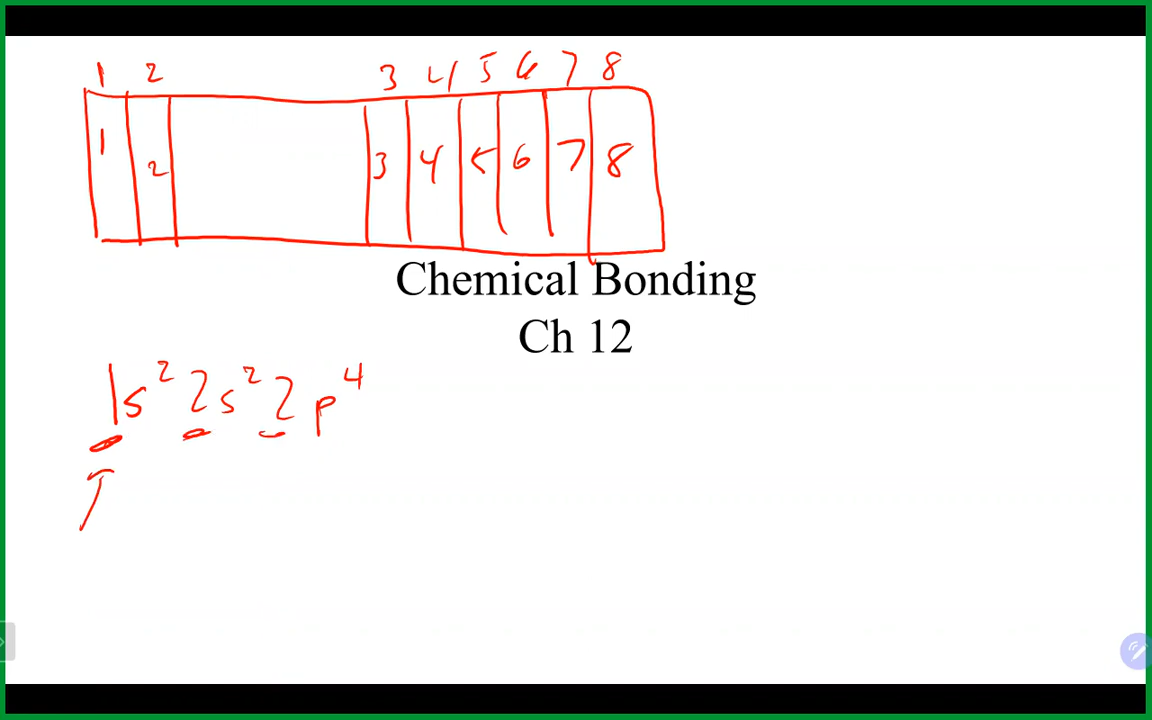 1 2 3 4 5 6 7 8
1 2 3 4 5 6 7 8
Chemical Bonding
Ch 12
1s² 2s² 2p⁴